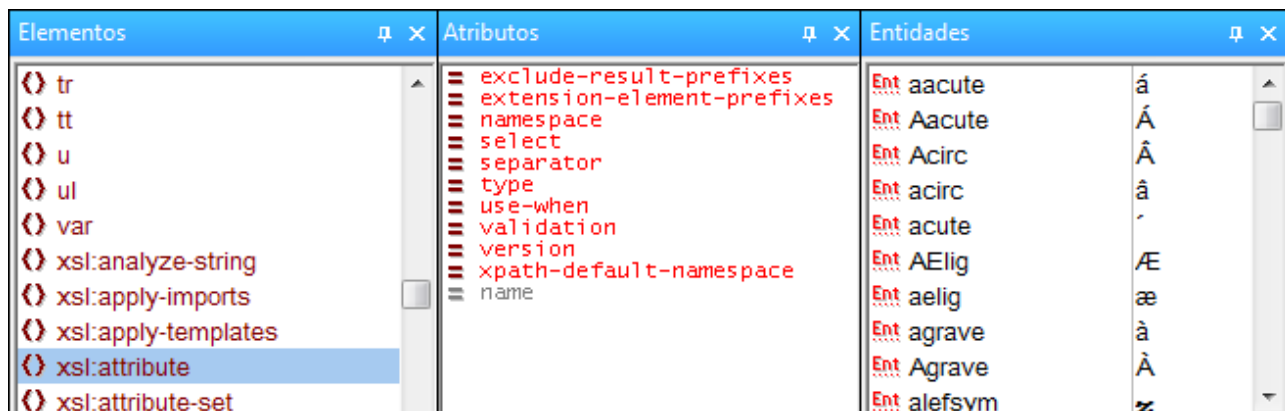 Elementos
tr
tt
u
ul
var
xsl:analyze-string
xsl:apply-imports
xsl:apply-templates
xsl:attribute
xsl:attribute-set
Atributos
exclude-result-prefixes
extension-element-prefixes
namespace
select
separator
type
use-when
validation
version
xpath-default-namespace
name
Entidades
Ent aacute á
Ent Aacute Á
Ent Acirc Â
Ent acirc â
Ent acute ´
Ent AElig Æ
Ent aelig æ
Ent agrave à
Ent Agrave À
Ent alefsym